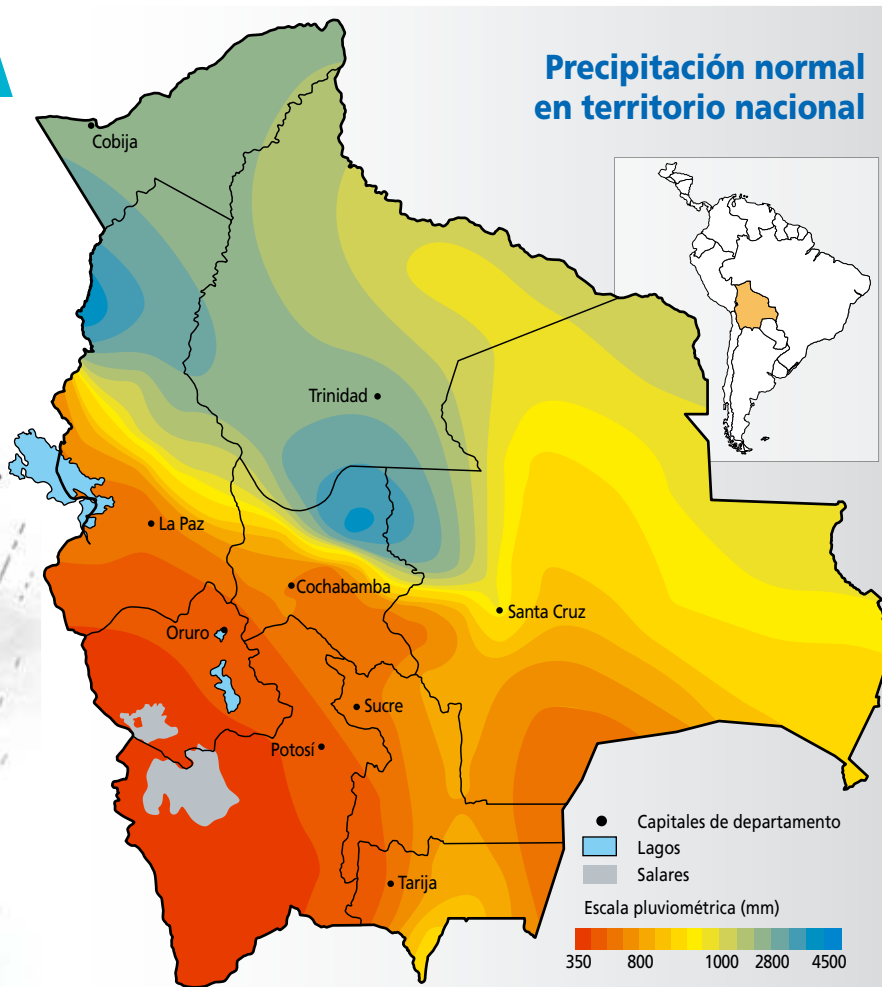 Precipitación normal
en territorio nacional
Cobija
Trinidad
La Paz
Cochabamba
Santa Cruz
Oruro
Sucre
Potosí
Tarija
Capitales de departamento
Lagos
Salares
Escala pluviométrica (mm)
350 800 1000 2800 4500